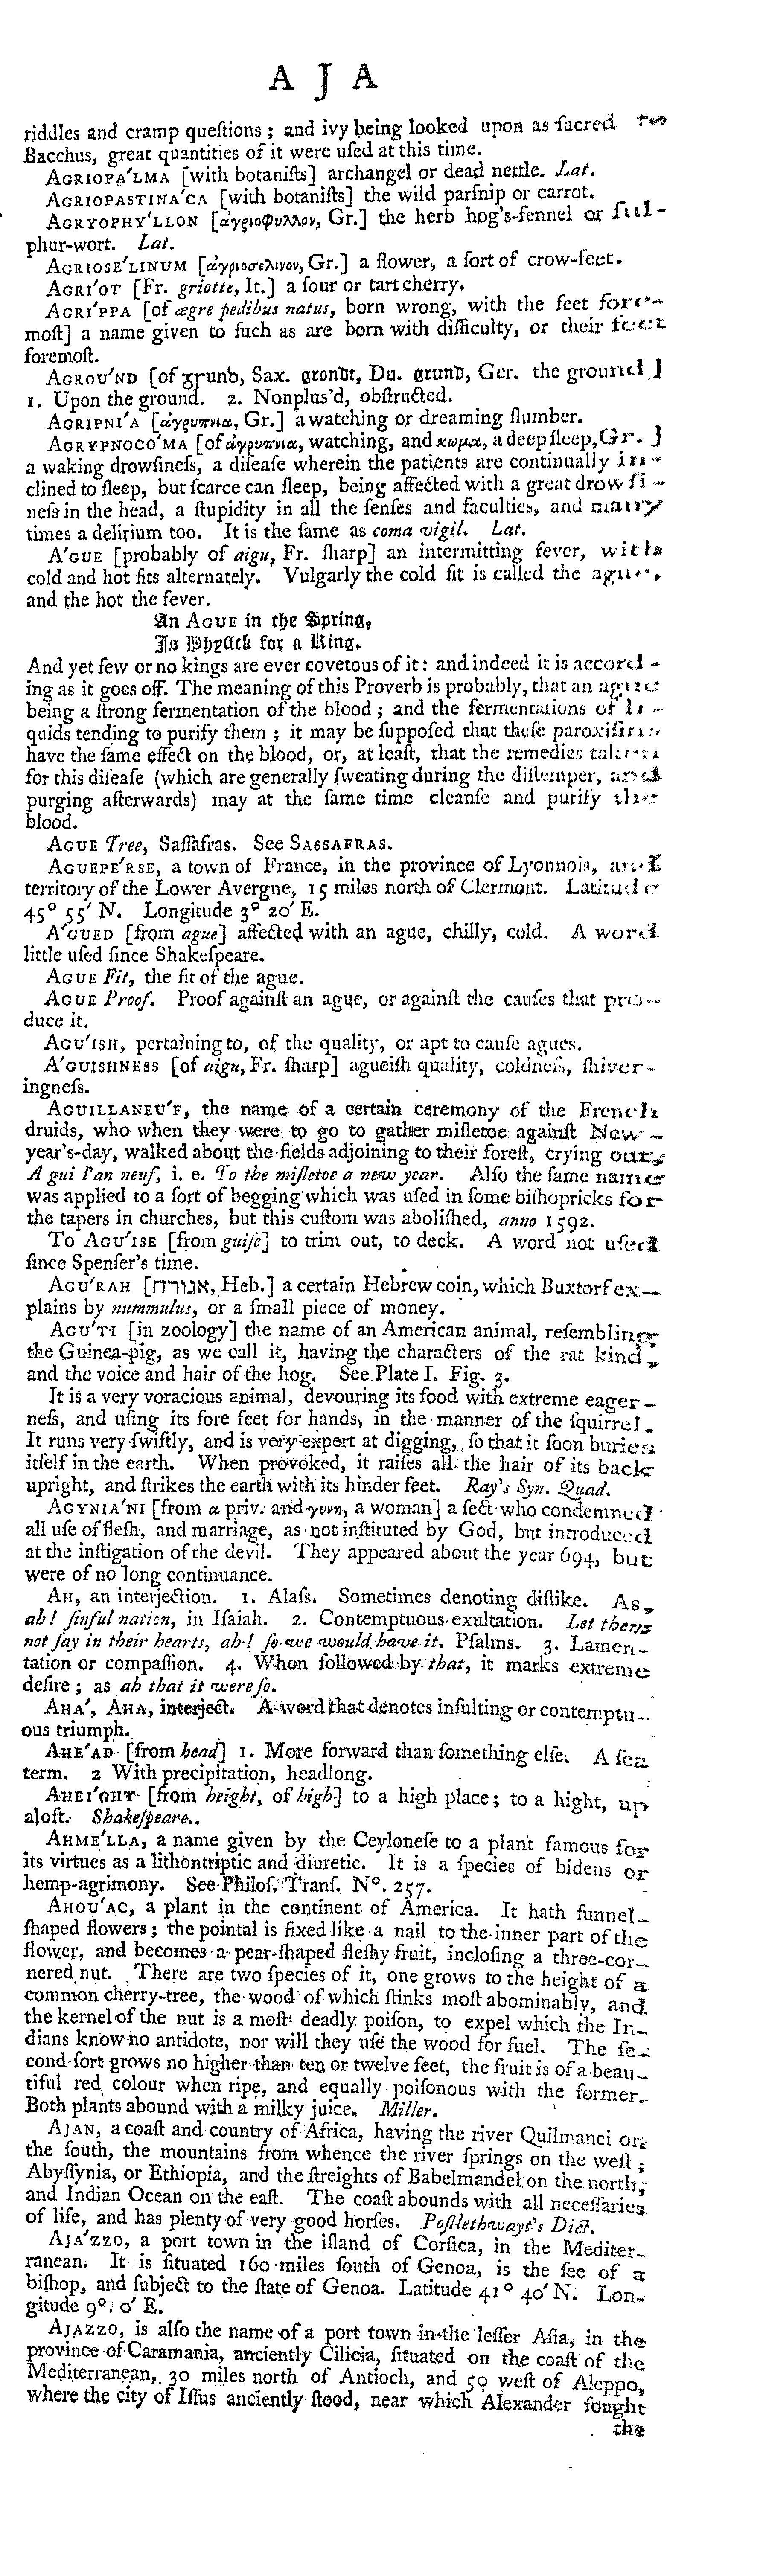 A J A
riddles and cramp queſtions; and ivy being looked upon as ſacred to
Bacchus, great quantities of it were uſed at this time.
AGRIOPA′LMA [with botaniſts] archangel or dead nettle. Lat.
AGRIOPASTINA′CA [with botaniſts] the wild parſnip or carrot.
AGRYOPHY′LLON [ἀγριοφυλλον, Gr.] the herb hog's-fennel or ſul-
phur-wort. Lat.
AGRIOSE′LINUM [ἀγριοσελινον, Gr.] a flower, a ſort of crow-feet.
AGRI′OT [Fr. griotte, It.] a ſour or tart cherry.
AGRI′PPA [of ægre pedibus natus, born wrong, with the feet fore-
moſt] a name given to ſuch as are born with difficulty, or their feet
foremoſt.
AGROU′ND [of ᵹrund, Sax. grondt, Du. grund, Ger. the ground]
1. Upon the ground. 2. Nonplus'd, obſtructed.
AGRIPNI′A [ἀγρυπνια, Gr.] a watching or dreaming ſlumber.
AGRYPNOCO′MA [of ἀγρυπνια, watching, and κωμα, a deep ſleep, Gr.]
a waking drowſineſs, a diſeaſe wherein the patients are continually in-
clined to ſleep, but ſcarce can ſleep, being affected with a great drowſi-
neſs in the head, a ſtupidity in all the ſenſes and faculties, and many
times a delirium too. It is the ſame as coma vigil. Lat.
A′GUE [probably of aigu, Fr. ſharp] an intermitting fever, with
cold and hot fits alternately. Vulgarly the cold fit is called the ague,
and the hot the fever.
An AGUE in the Spring,
Is Phyſick for a King.
And yet few or no kings are ever covetous of it: and indeed it is accord-
ing as it goes off. The meaning of this Proverb is probably, that an ague
being a ſtrong fermentation of the blood; and the fermentations of li-
quids tending to purify them; it may be ſuppoſed that theſe paroxiſms
have the ſame effect on the blood, or, at leaſt, that the remedies taken
for this diſeaſe (which are generally ſweating during the diſtemper, and
purging afterwards) may at the ſame time cleanſe and purify the
blood.
AGUE Tree, Saſſafras. See SASSAFRAS.
AGUEPE′RSE, a town of France, in the province of Lyonnois, and
territory of the Lower Avergne, 15 miles north of Clermont. Latitude
45° 55′ N. Longitude 3° 20′ E.
A′GUED [from ague] affected with an ague, chilly, cold. A word
little uſed ſince Shakeſpeare.
AGUE Fit, the fit of the ague.
AGUE Proof. Proof againſt an ague, or againſt the cauſes that pro-
duce it.
AGU′ISH, pertaining to, of the quality, or apt to cauſe agues.
A′GUISHNESS [of aigu, Fr. ſharp] agueiſh quality, coldneſs, ſhiver-
ingneſs.
AGUILLANEU′F, the name of a certain ceremony of the French
druids, who when they were to go to gather miſletoe againſt New-
year's-day, walked about the fields adjoining to their foreſt, crying out,
A gui l'an neuf, i. e. To the miſletoe a new year. Alſo the ſame name
was applied to a ſort of begging which was uſed in ſome biſhopricks for
the tapers in churches, but this cuſtom was aboliſhed, anno 1592.
To AGU′ISE [from guiſe] to trim out, to deck. A word not uſed
ſince Spenſer's time.
AGU′RAH [אגורה, Heb.] a certain Hebrew coin, which Buxtorf ex-
plains by nummulus, or a ſmall piece of money.
AGU′TI [in zoology] the name of an American animal, reſembling
the Guinea-pig, as we call it, having the characters of the rat kind,
and the voice and hair of the hog. See Plate I. Fig. 3.
It is a very voracious animal, devouring its food with extreme eager-
neſs, and uſing its fore feet for hands, in the manner of the ſquirrel.
It runs very ſwiftly, and is very expert at digging, ſo that it ſoon buries
itſelf in the earth. When provoked, it raiſes all the hair of its back
upright, and ſtrikes the earth with its hinder feet. Ray's Syn. Quad.
AGYNIA′NI [from α priv. and γυνη, a woman] a ſect who condemned
all uſe of fleſh, and marriage, as not inſtituted by God, but introduced
at the inſtigation of the devil. They appeared about the year 694, but
were of no long continuance.
AH, an interjection. 1. Alaſs. Sometimes denoting diſlike. As,
ah! ſinful nation, in Iſaiah. 2. Contemptuous exultation. Let them
not ſay in their hearts, ah! ſo we would have it. Pſalms. 3. Lamen-
tation or compaſſion. 4. When followed by that, it marks extreme
deſire; as ah that it were ſo.
AHA′, AHA, interject. A word that denotes inſulting or contemptu-
ous triumph.
AHE′AD [from head] 1. More forward than ſomething elſe. A ſea
term. 2 With precipitation, headlong.
AHEI′GHT [from height, of high] to a high place; to a hight, up
aloft. Shakeſpeare..
AHME′LLA, a name given by the Ceyloneſe to a plant famous for
its virtues as a lithontriptic and diuretic. It is a ſpecies of bidens or
hemp-agrimony. See Philoſ. Tranſ. N°. 257.
AHOU′AC, a plant in the continent of America. It hath funnel-
ſhaped flowers; the pointal is fixed like a nail to the inner part of the
flower, and becomes a pear-ſhaped fleſhy fruit, incloſing a three-cor-
nered nut. There are two ſpecies of it, one grows to the height of a
common cherry-tree, the wood of which ſtinks moſt abominably, and
the kernel of the nut is a moſt deadly poiſon, to expel which the In-
dians know no antidote, nor will they uſe the wood for fuel. The ſe-
cond ſort grows no higher than ten or twelve feet, the fruit is of a beau-
tiful red colour when ripe, and equally poiſonous with the former.
Both plants abound with a milky juice. Miller.
AJAN, a coaſt and country of Africa, having the river Quilmanci on
the ſouth, the mountains from whence the river ſprings on the weſt;
Abyſſynia, or Ethiopia, and the ſtreights of Babelmandel on the north,
and Indian Ocean on the eaſt. The coaſt abounds with all neceſſaries
of life, and has plenty of very good horſes. Poſtlethwayt's Dict.
AJA′ZZO, a port town in the iſland of Corſica, in the Mediter-
ranean. It is ſituated 160 miles ſouth of Genoa, is the ſee of a
biſhop, and ſubject to the ſtate of Genoa. Latitude 41° 40′ N. Lon-
gitude 9°. 0′ E.
AJAZZO, is alſo the name of a port town in the leſſer Aſia, in the
province of Caramania, anciently Cilicia, ſituated on the coaſt of the
Mediterranean, 30 miles north of Antioch, and 50 weſt of Aleppo,
where the city of Iſſus anciently ſtood, near which Alexander fought
the